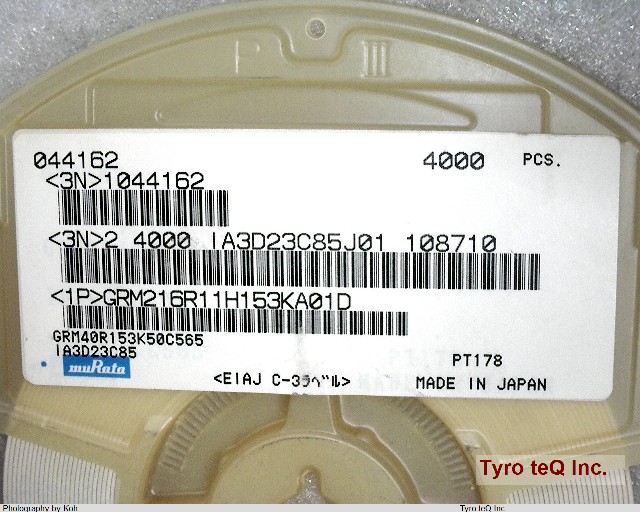 P III
044162 4000 PCS.
<3N>1044162
<3N>2 4000 IA3D23C85J01 108710
<1P>GRM216R11H153KA01D
GRM40R153K50C565
IA3D23C85 PT178
muRata <EIAJ C-3ラベル> MADE IN JAPAN
Tyro teQ Inc.
Photography by Koh Tyro teQ Inc